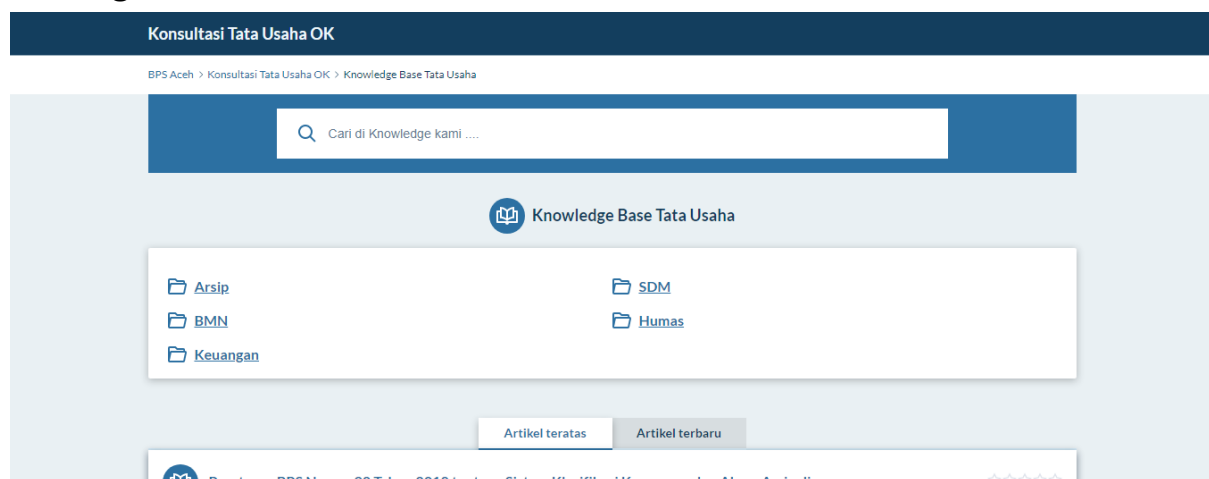 Konsultasi Tata Usaha OK
BPS Aceh > Konsultasi Tata Usaha OK > Knowledge Base Tata Usaha
Cari di Knowledge kami ....
Knowledge Base Tata Usaha
Arsip
SDM
BMN
Humas
Keuangan
Artikel teratas
Artikel terbaru